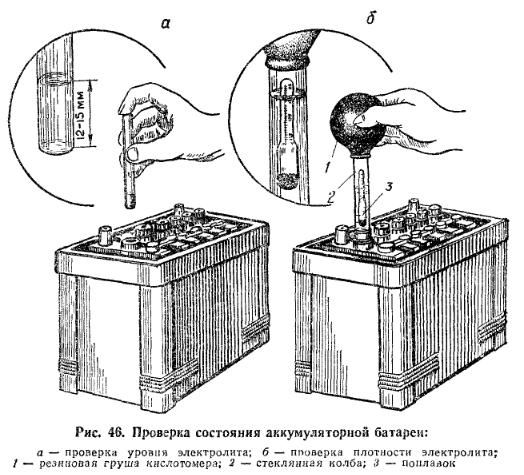 а
б
12-15 мм
1
2
3
Рис. 46. Проверка состояния аккумуляторной батареи:
а — проверка уровня электролита; б — проверка плотности электролита;
1 — резиновая груша кислотомера; 2 — стеклянная колба; 3 — поплавок